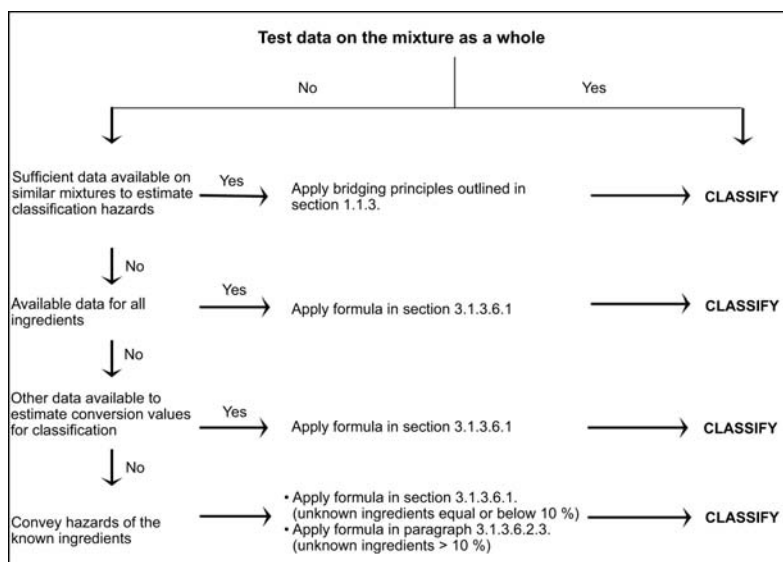 Test data on the mixture as a whole
No
Yes
Sufficient data available on
similar mixtures to estimate
classification hazards
Yes
Apply bridging principles outlined in
section 1.1.3.
CLASSIFY
No
Available data for all
ingredients
Yes
Apply formula in section 3.1.3.6.1
CLASSIFY
No
Other data available to
estimate conversion values
for classification
Yes
Apply formula in section 3.1.3.6.1
CLASSIFY
No
Convey hazards of the
known ingredients
• Apply formula in section 3.1.3.6.1.
(unknown ingredients equal or below 10 %)
• Apply formula in paragraph 3.1.3.6.2.3.
(unknown ingredients > 10 %)
CLASSIFY